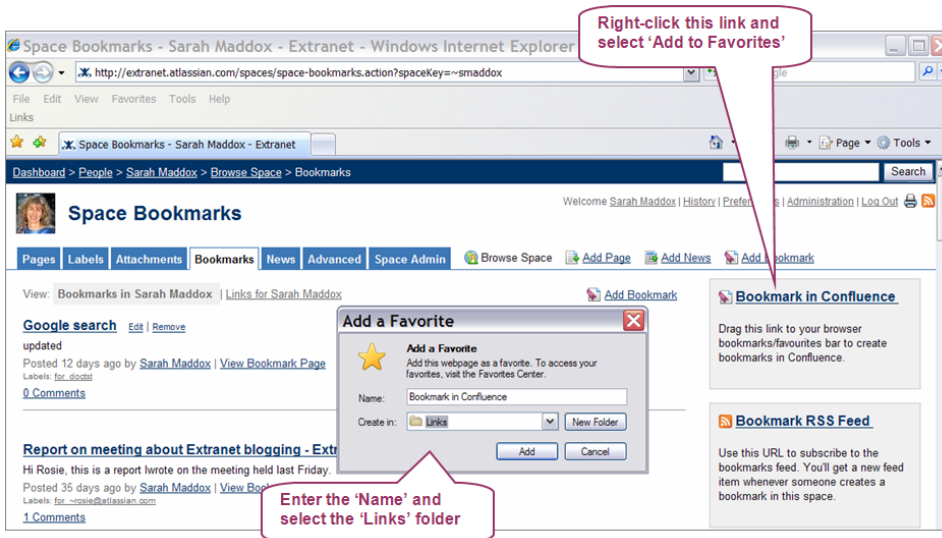 Right-click this link and
select ‘Add to Favorites’
Space Bookmarks - Sarah Maddox - Extranet - Windows Internet Explorer
http://extranet.atlassian.com/spaces/space-bookmarks.action?spaceKey=~smaddox
File Edit View Favorites Tools Help
Links
Space Bookmarks - Sarah Maddox - Extranet
Page Tools
Dashboard > People > Sarah Maddox > Browse Space > Bookmarks
Search
Welcome Sarah Maddox | History | Administration | Log Out
Space Bookmarks
Pages Labels Attachments Bookmarks News Advanced Space Admin Browse Space Add Page Add News Add
View: Bookmarks in Sarah Maddox | Links for Sarah Maddox
Add Bookmark
Google search Edit | Remove
updated
Posted 12 days ago by Sarah Maddox | View Bookmark Page
Labels: for_doctst
0 Comments
Report on meeting about Extranet blogging -
Hi Rosie, this is a report Iwrote on the meeting held last Friday.
Posted 35 days ago by Sarah Maddox | View
Labels: for_~rosie@atlassian.com
1 Comments
Add a Favorite
Add a Favorite
Add this webpage as a favorite. To access your
favorites, visit the Favorites Center.
Name: Bookmark in Confluence
Create in: Links New Folder
Add Cancel
Enter the ‘Name’ and
select the ‘Links’ folder
Bookmark in Confluence
Drag this link to your browser
bookmarks/favourites bar to create
bookmarks in Confluence.
Bookmark RSS Feed
Use this URL to subscribe to the
bookmarks feed. You'll get a new feed
item whenever someone creates a
bookmark in this space.